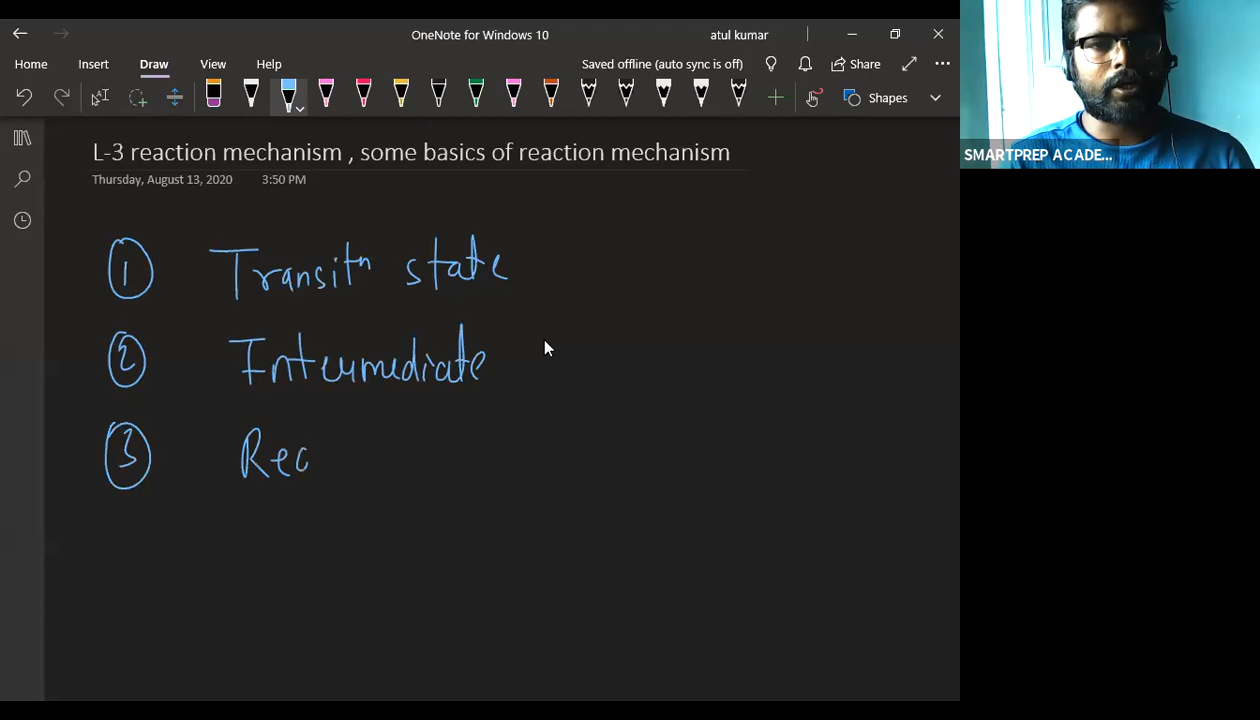 OneNote for Windows 10
atul kumar
Home Insert Draw View Help
Saved offline (auto sync is off)
Share
Shapes
L-3 reaction mechanism , some basics of reaction mechanism
Thursday, August 13, 2020 3:50 PM
SMARTPREP ACADE...
1 Transitn state
2 Intermediate
3 Rec